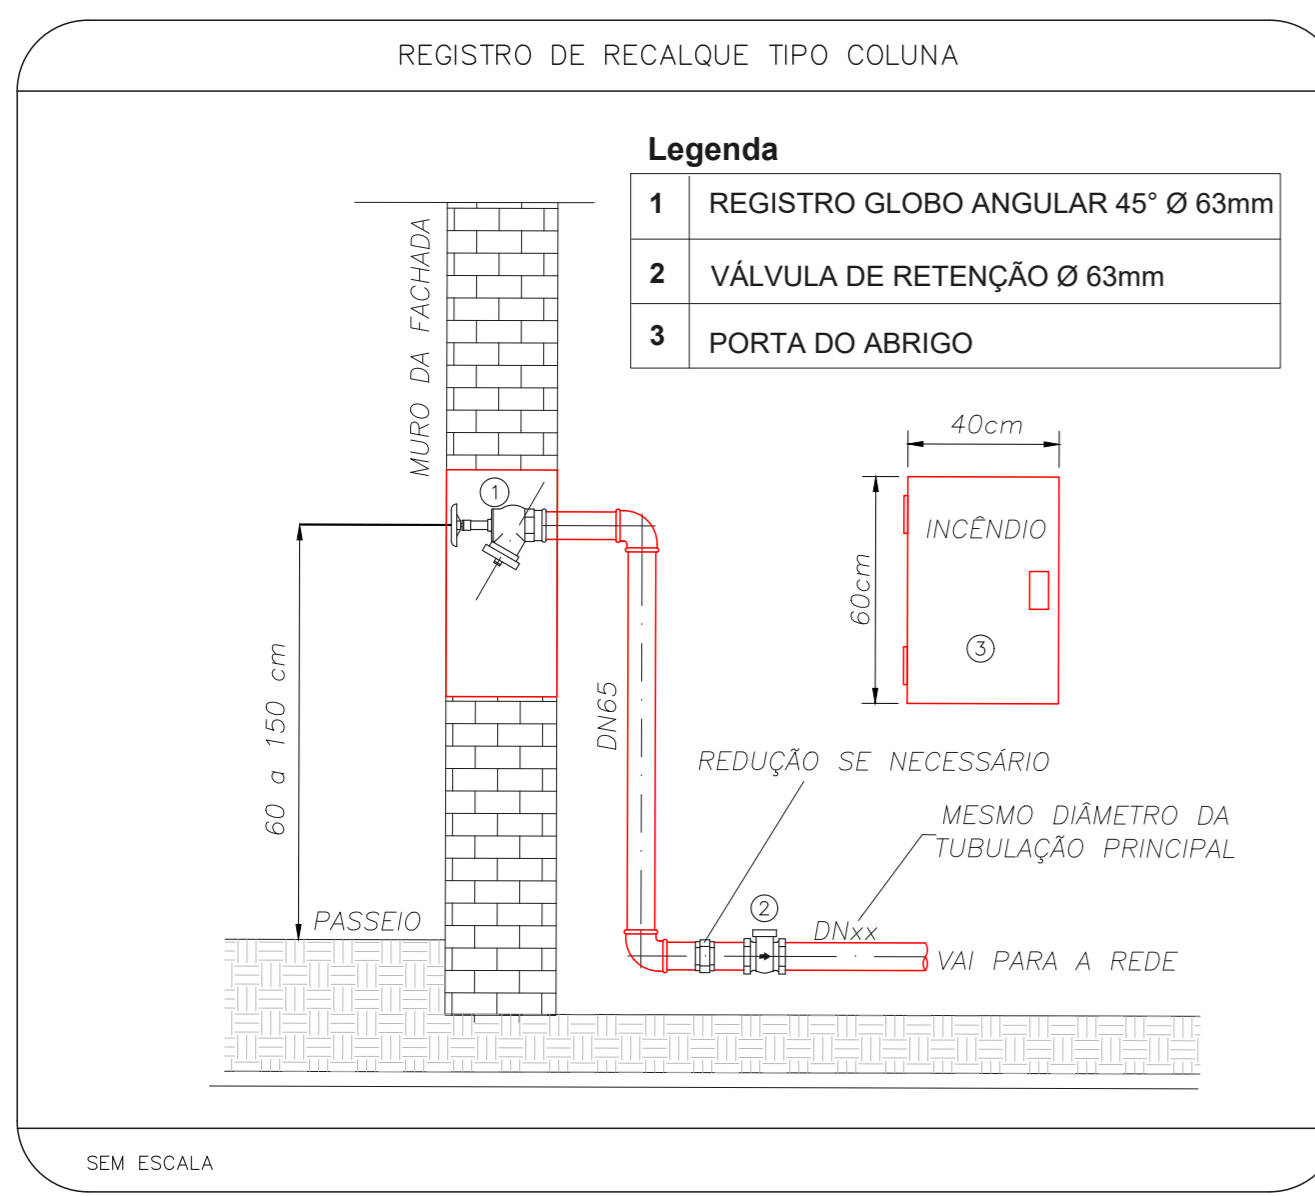 REGISTRO DE RECALQUE TIPO COLUNA
Legenda
1 REGISTRO GLOBO ANGULAR 45° Ø 63mm
2 VÁLVULA DE RETENÇÃO Ø 63mm
3 PORTA DO ABRIGO
MURO DA FACHADA
1
40cm
INCÊNDIO
60cm
3
60 a 150 cm
DN65
REDUÇÃO SE NECESSÁRIO
MESMO DIÂMETRO DA
TUBULAÇÃO PRINCIPAL
PASSEIO
2
DNxx
VAI PARA A REDE
SEM ESCALA